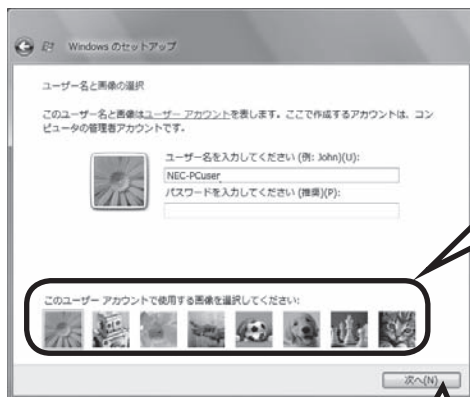 Windows のセットアップ
ユーザー名と画像の選択
このユーザー名と画像はユーザー アカウントを表します。ここで作成するアカウントは、コン
ピュータの管理者アカウントです。
ユーザー名を入力してください (例: John)(U):
NEC-PCuser
パスワードを入力してください (推奨)(P):
このユーザー アカウントで使用する画像を選択してください:
次へ(N)